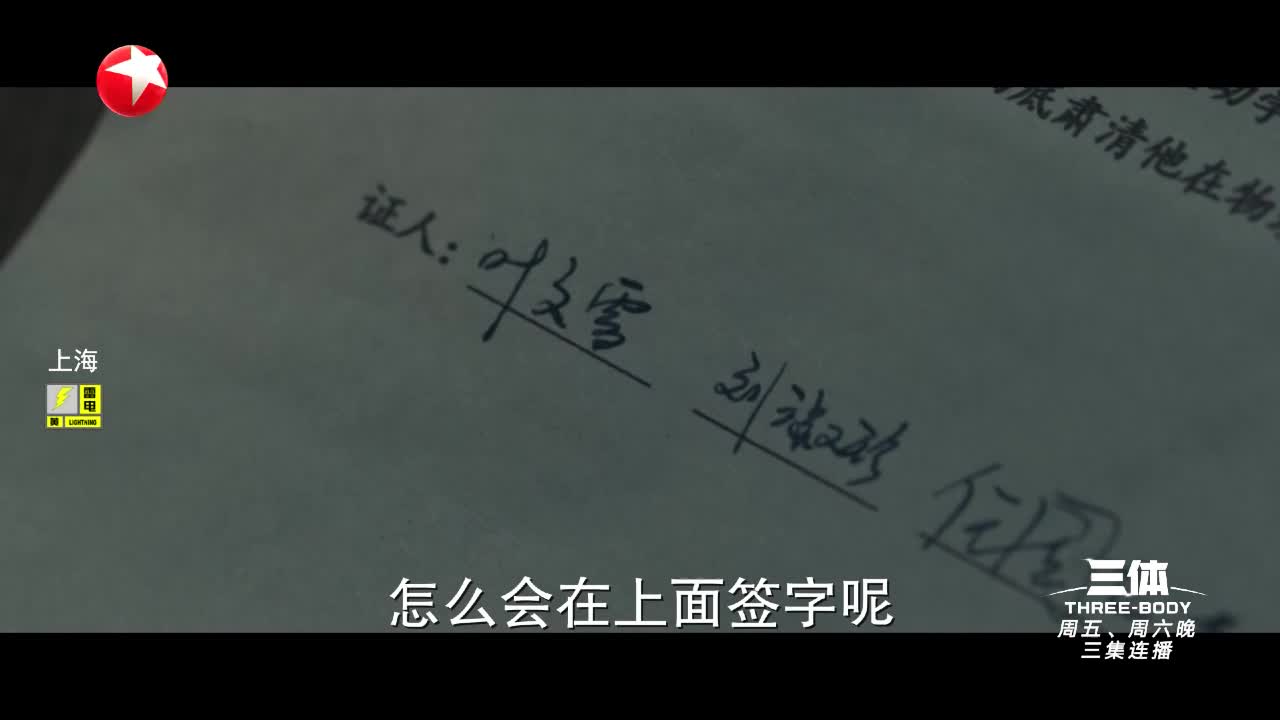 底肃清他在物
证人：叶文雪 刘淑珍
上海
雷电
黄 LIGHTNING
怎么会在上面签字呢
三体
THREE-BODY
周五、周六晚
三集连播